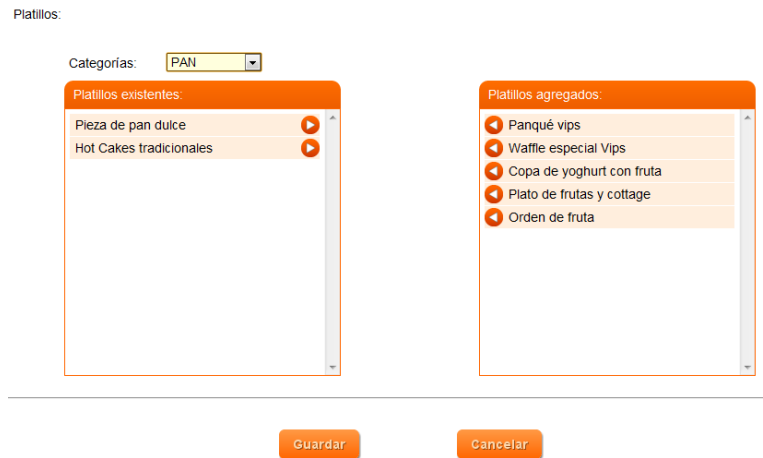 Platillos:
Categorías: PAN
Platillos existentes:
Pieza de pan dulce
Hot Cakes tradicionales
Platillos agregados:
Panqué vips
Waffle especial Vips
Copa de yoghurt con fruta
Plato de frutas y cottage
Orden de fruta
Guardar Cancelar